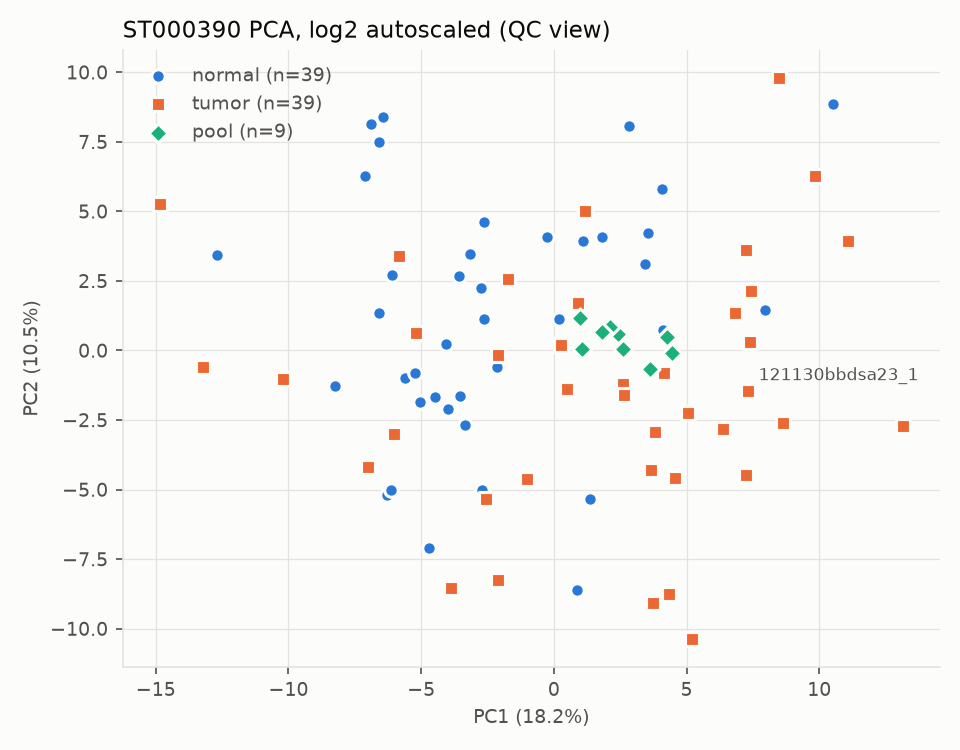 ST000390 PCA, log2 autoscaled (QC view)
normal (n=39)
tumor (n=39)
pool (n=9)
10.0
7.5
5.0
2.5
0.0
−2.5
−5.0
−7.5
−10.0
PC2 (10.5%)
121130bbdsa23_1
−15
−10
−5
0
5
10
PC1 (18.2%)